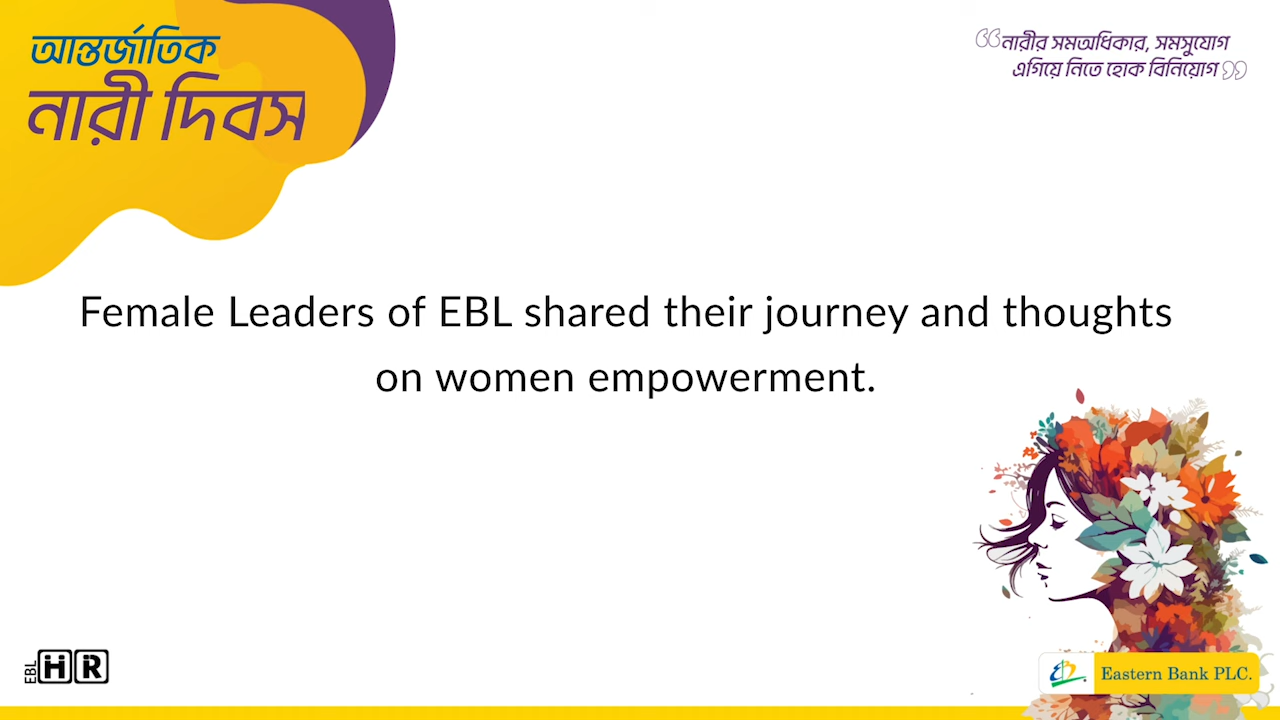 আন্তর্জাতিক
নারী দিবস
“নারীর সমঅধিকার, সমসুযোগ
এগিয়ে নিতে হোক বিনিয়োগ”
Female Leaders of EBL shared their journey and thoughts
on women empowerment.
EBL HR
Eastern Bank PLC.